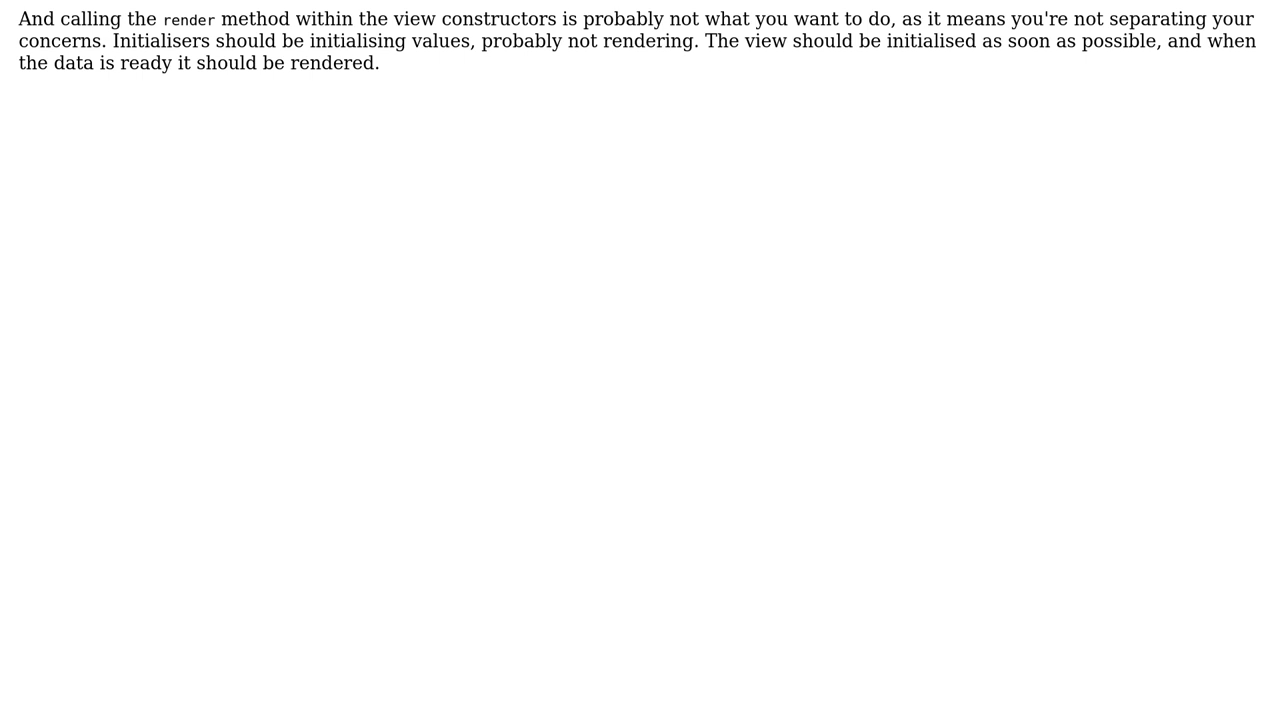 And calling the render method within the view constructors is probably not what you want to do, as it means you're not separating your
concerns. Initialisers should be initialising values, probably not rendering. The view should be initialised as soon as possible, and when
the data is ready it should be rendered.